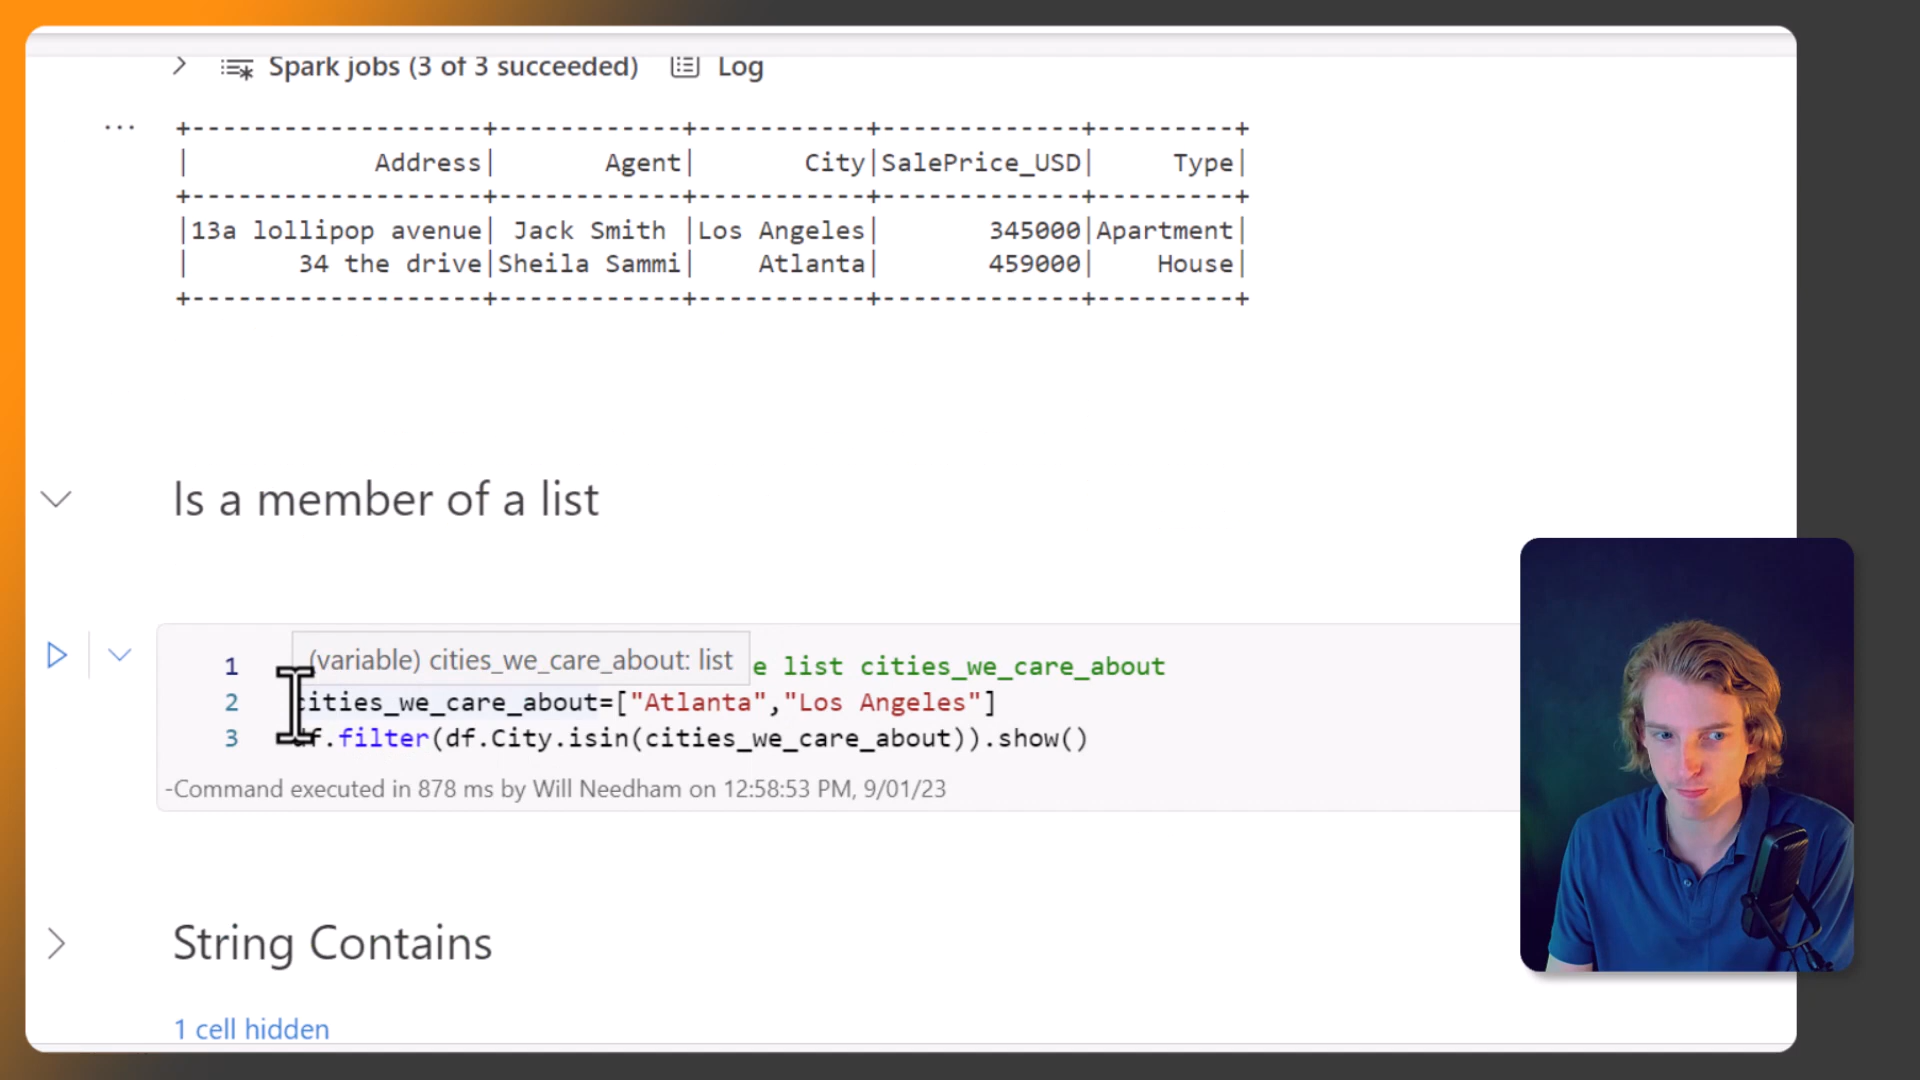 Spark jobs (3 of 3 succeeded) Log
...
+-------------------+------------+-----------+-------------+---------+
|            Address|       Agent|       City|SalePrice_USD|     Type|
+-------------------+------------+-----------+-------------+---------+
|13a lollipop avenue| Jack Smith |Los Angeles|       345000|Apartment|
|       34 the drive|Sheila Sammi|    Atlanta|       459000|    House|
+-------------------+------------+-----------+-------------+---------+
Is a member of a list
(variable) cities_we_care_about: list
1 e list cities_we_care_about
2 cities_we_care_about=["Atlanta","Los Angeles"]
3 df.filter(df.City.isin(cities_we_care_about)).show()
-Command executed in 878 ms by Will Needham on 12:58:53 PM, 9/01/23
String Contains
1 cell hidden